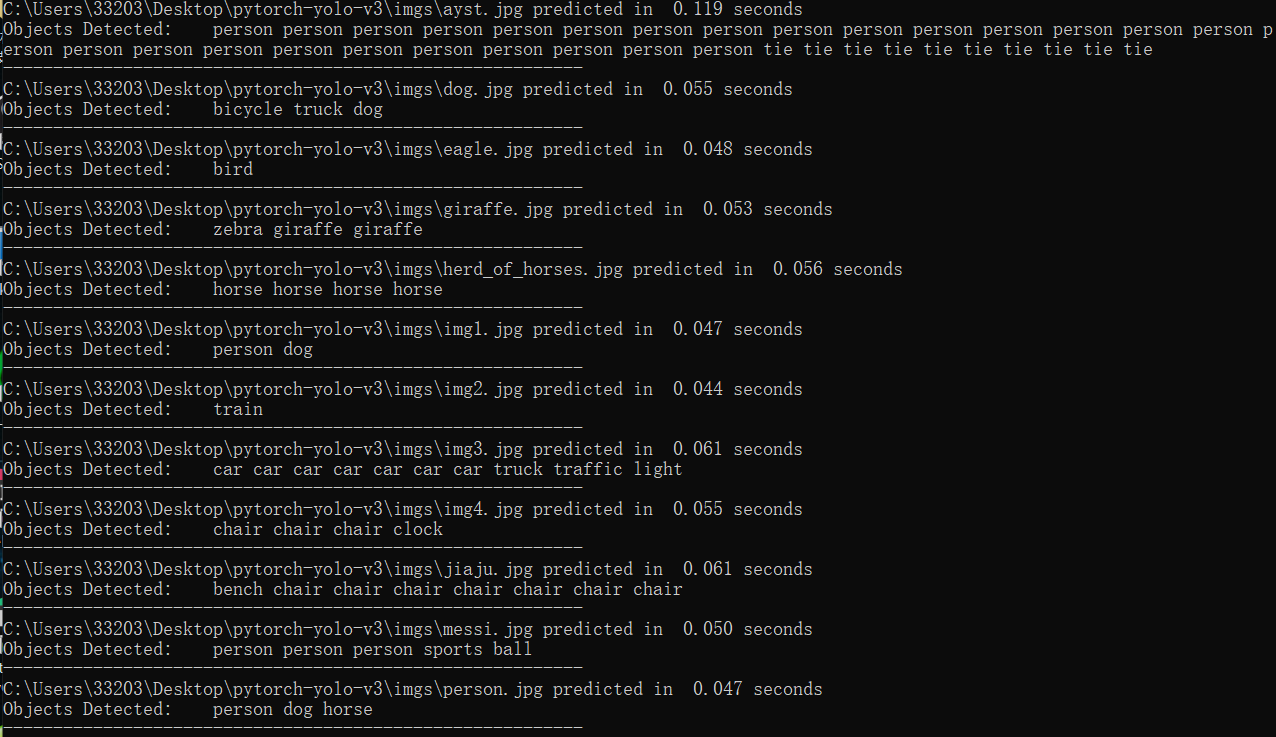 C:\Users\33203\Desktop\pytorch-yolo-v3\imgs\ayst.jpg predicted in  0.119 seconds
Objects Detected:    person person person person person person person person person person person person person person person p
erson person person person person person person person person person person tie tie tie tie tie tie tie tie tie tie
----------------------------------------------------------
C:\Users\33203\Desktop\pytorch-yolo-v3\imgs\dog.jpg predicted in  0.055 seconds
Objects Detected:    bicycle truck dog
----------------------------------------------------------
C:\Users\33203\Desktop\pytorch-yolo-v3\imgs\eagle.jpg predicted in  0.048 seconds
Objects Detected:    bird
----------------------------------------------------------
C:\Users\33203\Desktop\pytorch-yolo-v3\imgs\giraffe.jpg predicted in  0.053 seconds
Objects Detected:    zebra giraffe giraffe
----------------------------------------------------------
C:\Users\33203\Desktop\pytorch-yolo-v3\imgs\herd_of_horses.jpg predicted in  0.056 seconds
Objects Detected:    horse horse horse horse
----------------------------------------------------------
C:\Users\33203\Desktop\pytorch-yolo-v3\imgs\img1.jpg predicted in  0.047 seconds
Objects Detected:    person dog
----------------------------------------------------------
C:\Users\33203\Desktop\pytorch-yolo-v3\imgs\img2.jpg predicted in  0.044 seconds
Objects Detected:    train
----------------------------------------------------------
C:\Users\33203\Desktop\pytorch-yolo-v3\imgs\img3.jpg predicted in  0.061 seconds
Objects Detected:    car car car car car car car truck traffic light
----------------------------------------------------------
C:\Users\33203\Desktop\pytorch-yolo-v3\imgs\img4.jpg predicted in  0.055 seconds
Objects Detected:    chair chair chair clock
----------------------------------------------------------
C:\Users\33203\Desktop\pytorch-yolo-v3\imgs\jiaju.jpg predicted in  0.061 seconds
Objects Detected:    bench chair chair chair chair chair chair chair
----------------------------------------------------------
C:\Users\33203\Desktop\pytorch-yolo-v3\imgs\messi.jpg predicted in  0.050 seconds
Objects Detected:    person person person sports ball
----------------------------------------------------------
C:\Users\33203\Desktop\pytorch-yolo-v3\imgs\person.jpg predicted in  0.047 seconds
Objects Detected:    person dog horse
----------------------------------------------------------